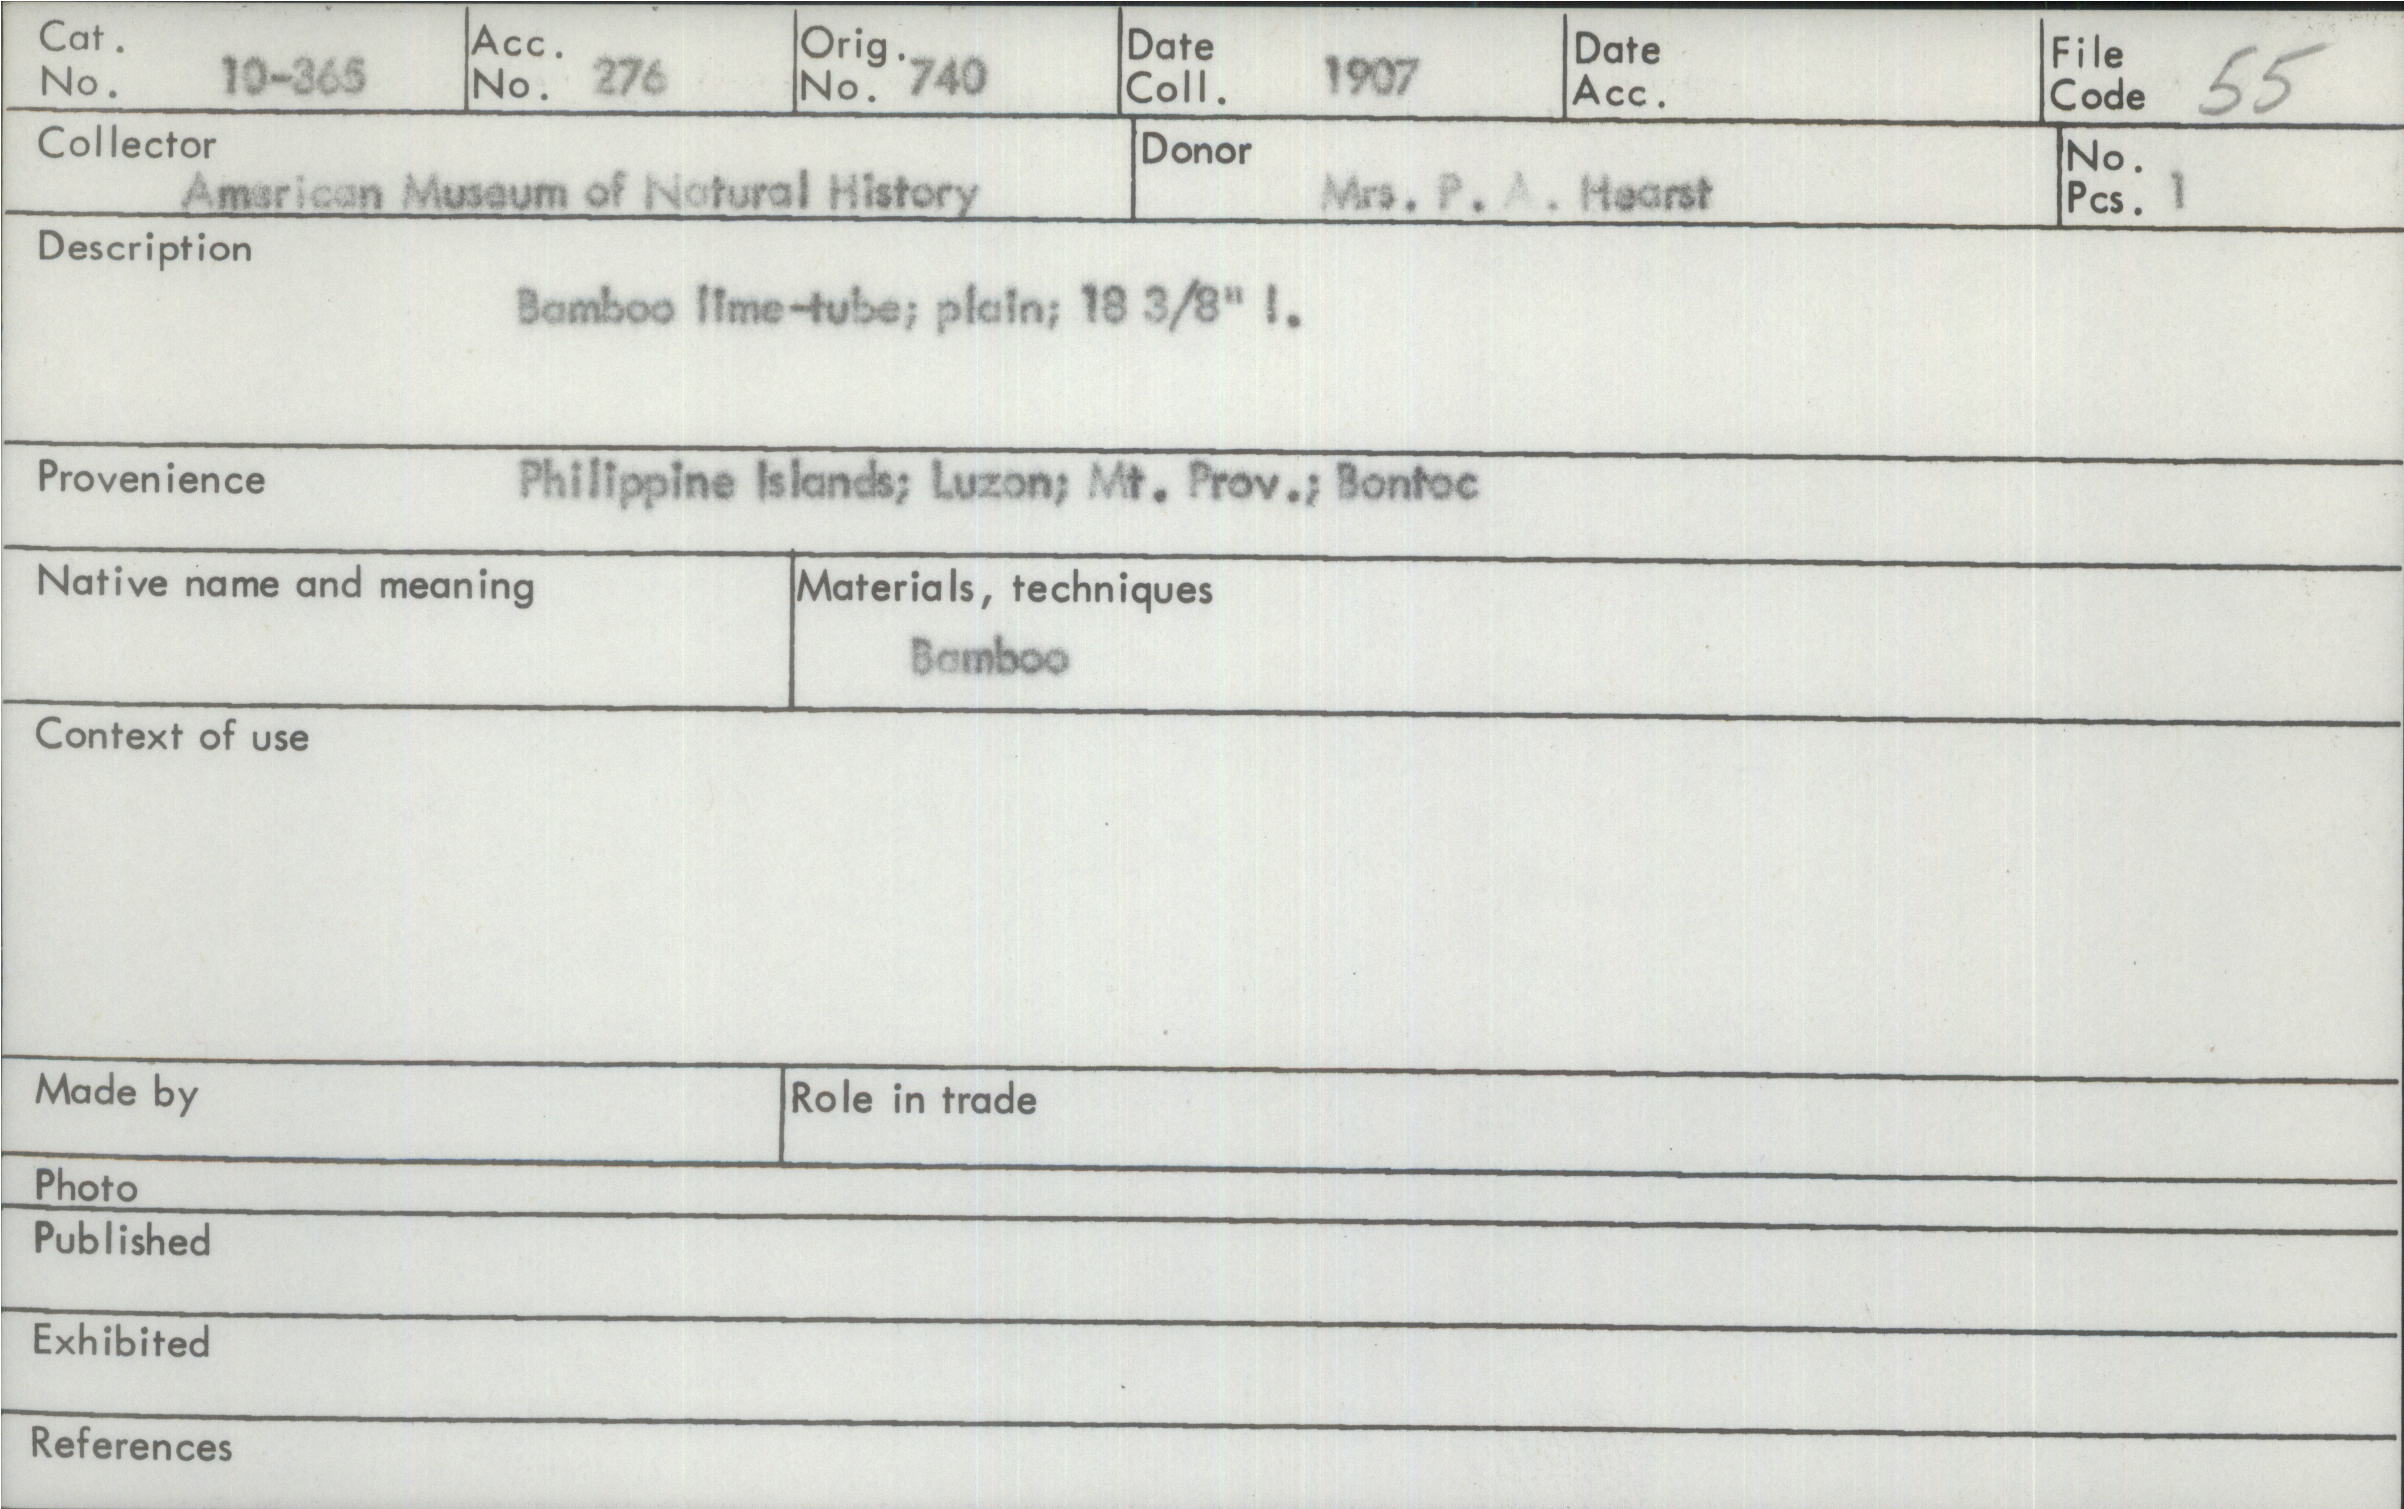 Cat. No. 10-365 Acc. No. 276 Orig. No. 740 Date Coll. 1907 Date Acc. File Code 55
Collector American Museum of Natural History Donor Mrs. P. A. Hearst No. Pcs. 1
Description
Bamboo lime-tube; plain; 18 3/8" l.
Provenience Philippine Islands; Luzon; Mt. Prov.; Bontoc
Native name and meaning Materials, techniques
Bamboo
Context of use
Made by Role in trade
Photo
Published
Exhibited
References